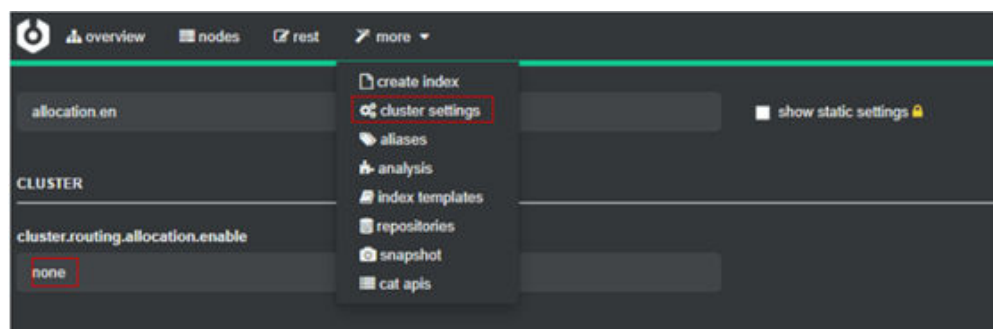 overview nodes rest more
create index
allocation.en cluster settings show static settings
aliases
analysis
CLUSTER
index templates
repositories
cluster.routing.allocation.enable
snapshot
none
cat apis